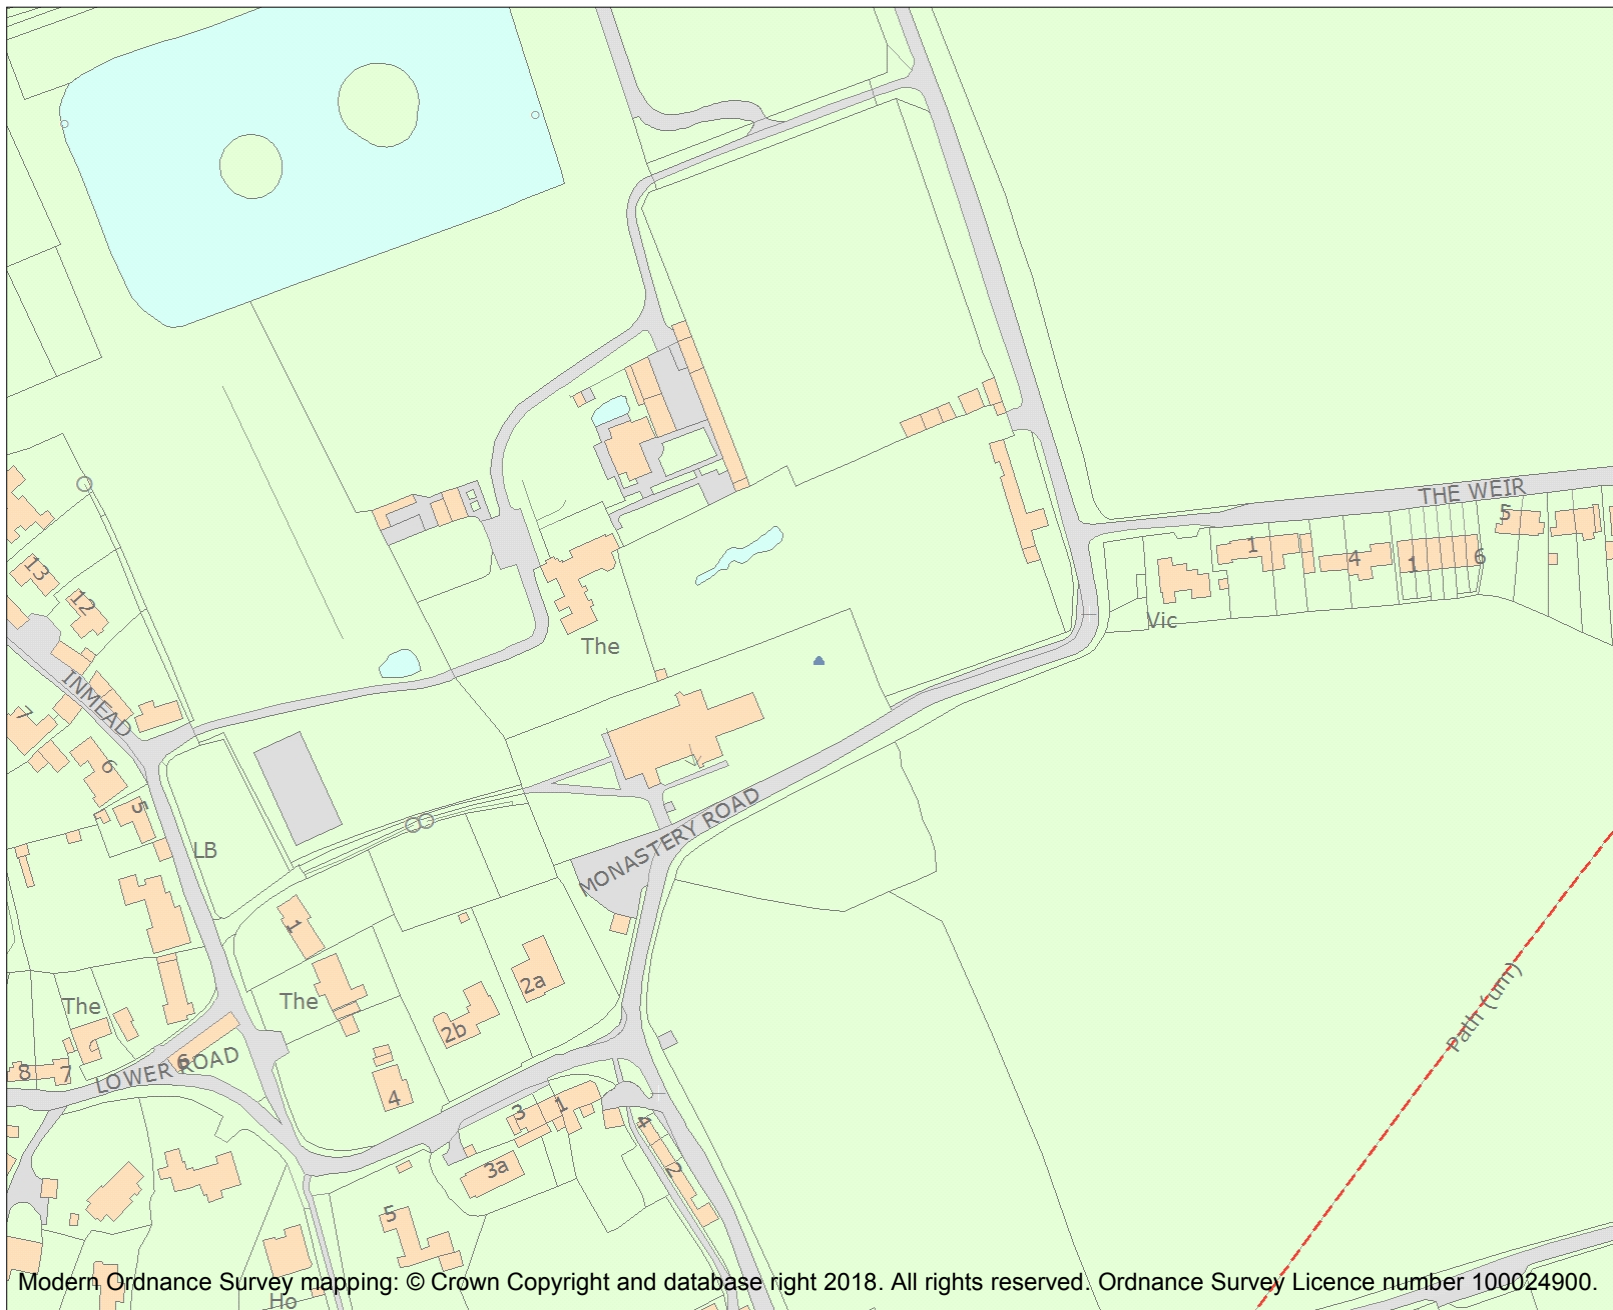 THE WEIR
5
1
4
1
6
Vic
13
12
The
INMEAD
7
6
5
LB
MONASTERY ROAD
1
The
2a
The
2b
6
LOWER ROAD
8
7
4
3
1
4
3a
2
5
Path (um)
Ho
Modern Ordnance Survey mapping: © Crown Copyright and database right 2018. All rights reserved. Ordnance Survey Licence number 100024900.